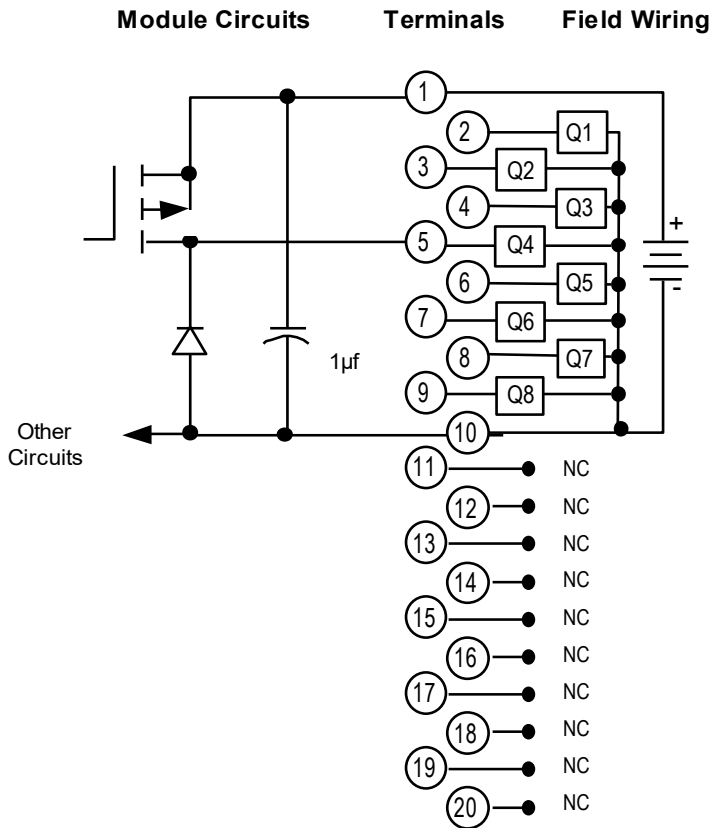 Module Circuits Terminals Field Wiring
1
2 Q1
3 Q2
4 Q3
+
5 Q4
6 Q5
-
7 Q6
8 Q7
1µf
9 Q8
10
Other
Circuits
11 NC
12 NC
13 NC
14 NC
15 NC
16 NC
17 NC
18 NC
19 NC
20 NC